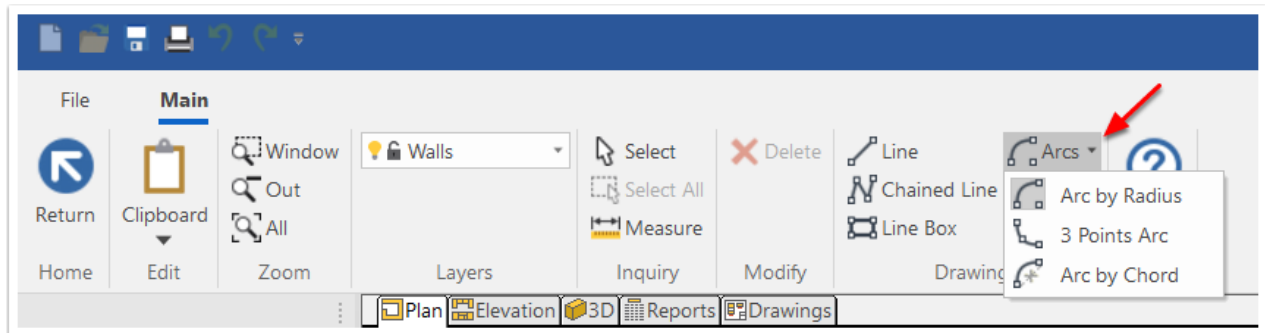 File Main
Window Walls Select Delete Line Arcs
Out Select All Chained Line Arc by Radius
Return Clipboard All Measure Line Box 3 Points Arc
Home Edit Zoom Layers Inquiry Modify Drawing Arc by Chord
Plan Elevation 3D Reports Drawings